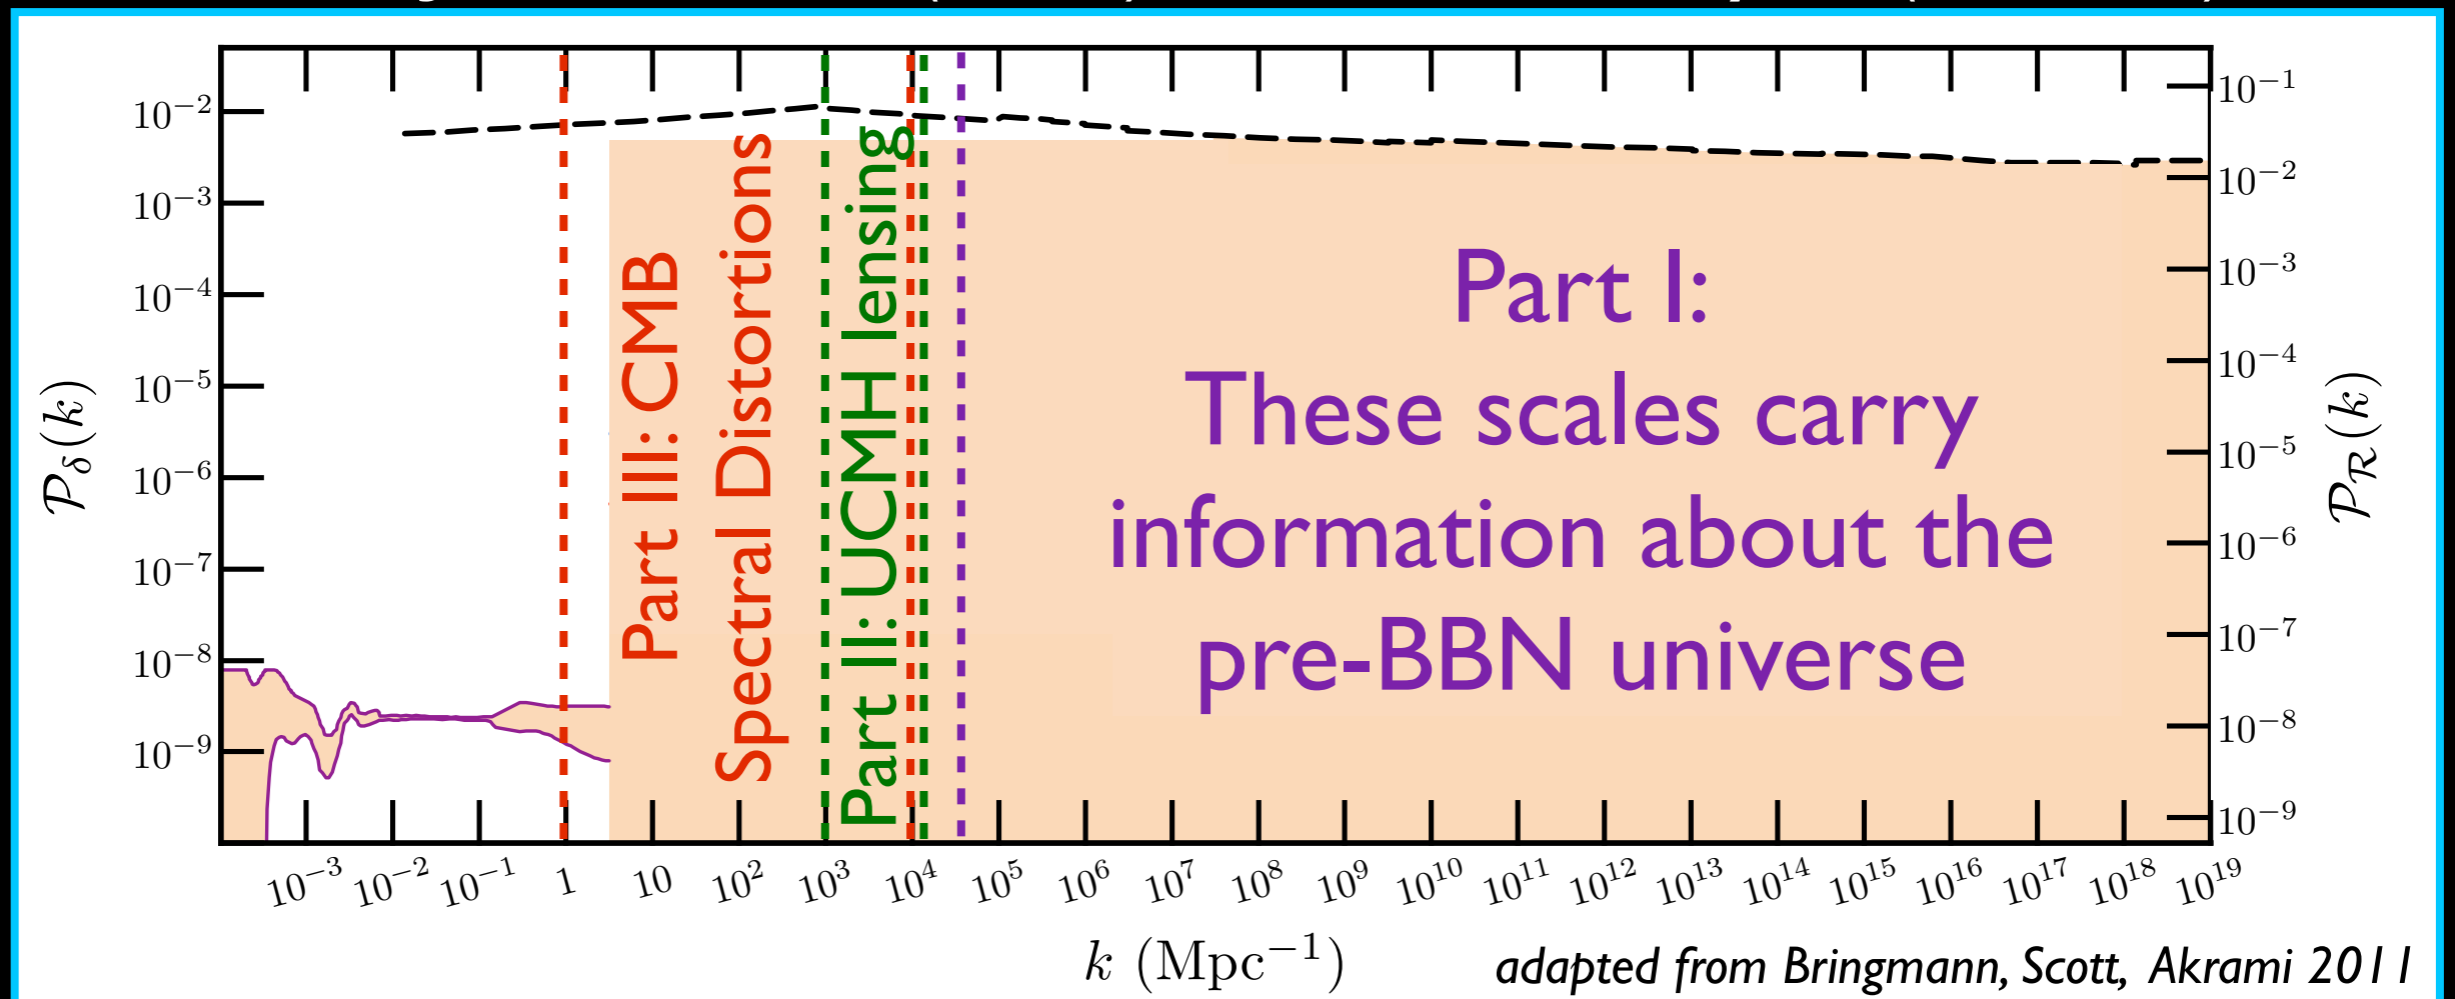 10⁻²
10⁻³
10⁻⁴
10⁻⁵
10⁻⁶
10⁻⁷
10⁻⁸
10⁻⁹
𝒫δ(k)
Part III: CMB
Spectral Distortions
Part II: UCMH lensing
Part I:
These scales carry
information about the
pre-BBN universe
10⁻¹
10⁻²
10⁻³
10⁻⁴
10⁻⁵
10⁻⁶
10⁻⁷
10⁻⁸
10⁻⁹
𝒫ℛ(k)
10⁻³ 10⁻² 10⁻¹ 1 10 10² 10³ 10⁴ 10⁵ 10⁶ 10⁷ 10⁸ 10⁹ 10¹⁰ 10¹¹ 10¹² 10¹³ 10¹⁴ 10¹⁵ 10¹⁶ 10¹⁷ 10¹⁸ 10¹⁹
k (Mpc⁻¹)
adapted from Bringmann, Scott, Akrami 2011